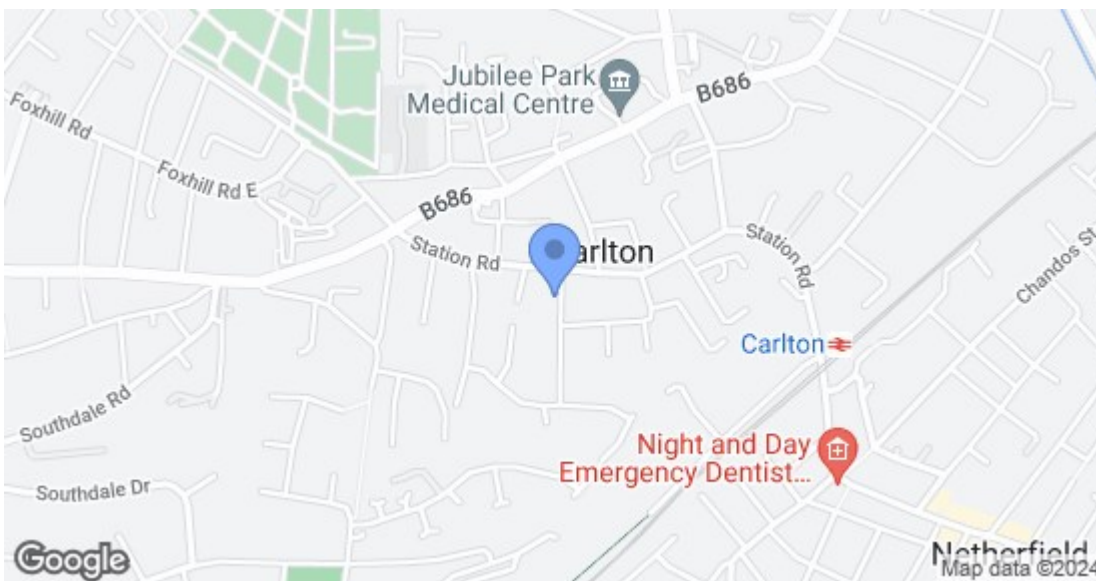 Jubilee Park
Medical Centre
B686
Foxhill Rd
Foxhill Rd E
B686
Station Rd
arlton
Station Rd
Chandos St
Carlton
Southdale Rd
Night and Day
Emergency Dentist...
Southdale Dr
Google
Netherfield
Map data ©2024